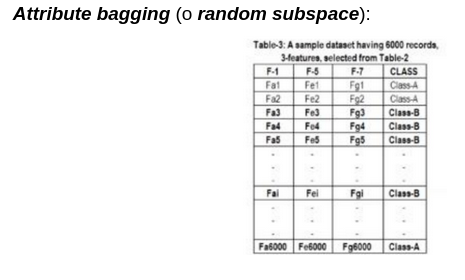 Attribute bagging (o random subspace):
Table-3: A sample dataset having 6000 records,
3-features, selected from Table-2
F-1 F-5 F-7 CLASS
Fa1 Fe1 Fg1 Class-A
Fa2 Fe2 Fg2 Class-A
Fa3 Fe3 Fg3 Class-B
Fa4 Fe4 Fg4 Class-B
Fa5 Fe5 Fg5 Class-B
. . . .
. . . .
. . . .
Fai Fei Fgi Class-B
. . . .
. . . .
. . . .
Fa6000 Fe6000 Fg6000 Class-A